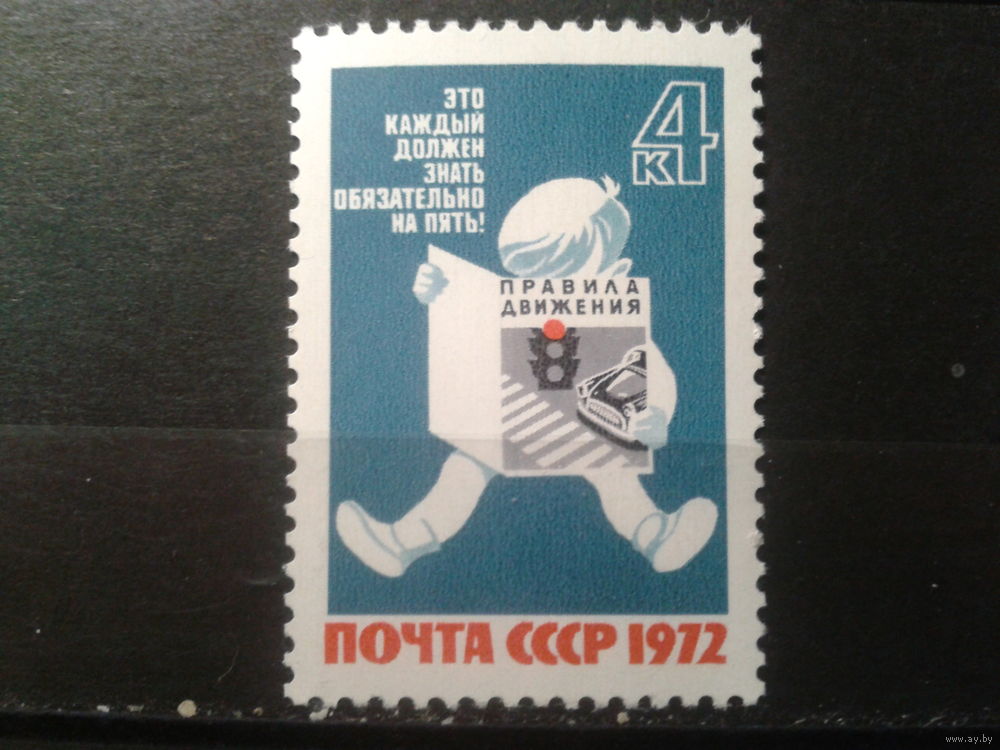 ЭТО
КАЖДЫЙ
ДОЛЖЕН
ЗНАТЬ
ОБЯЗАТЕЛЬНО
НА ПЯТЬ!
4
К
ПРАВИЛА
ДВИЖЕНИЯ
ПОЧТА СССР 1972
www.ay.by